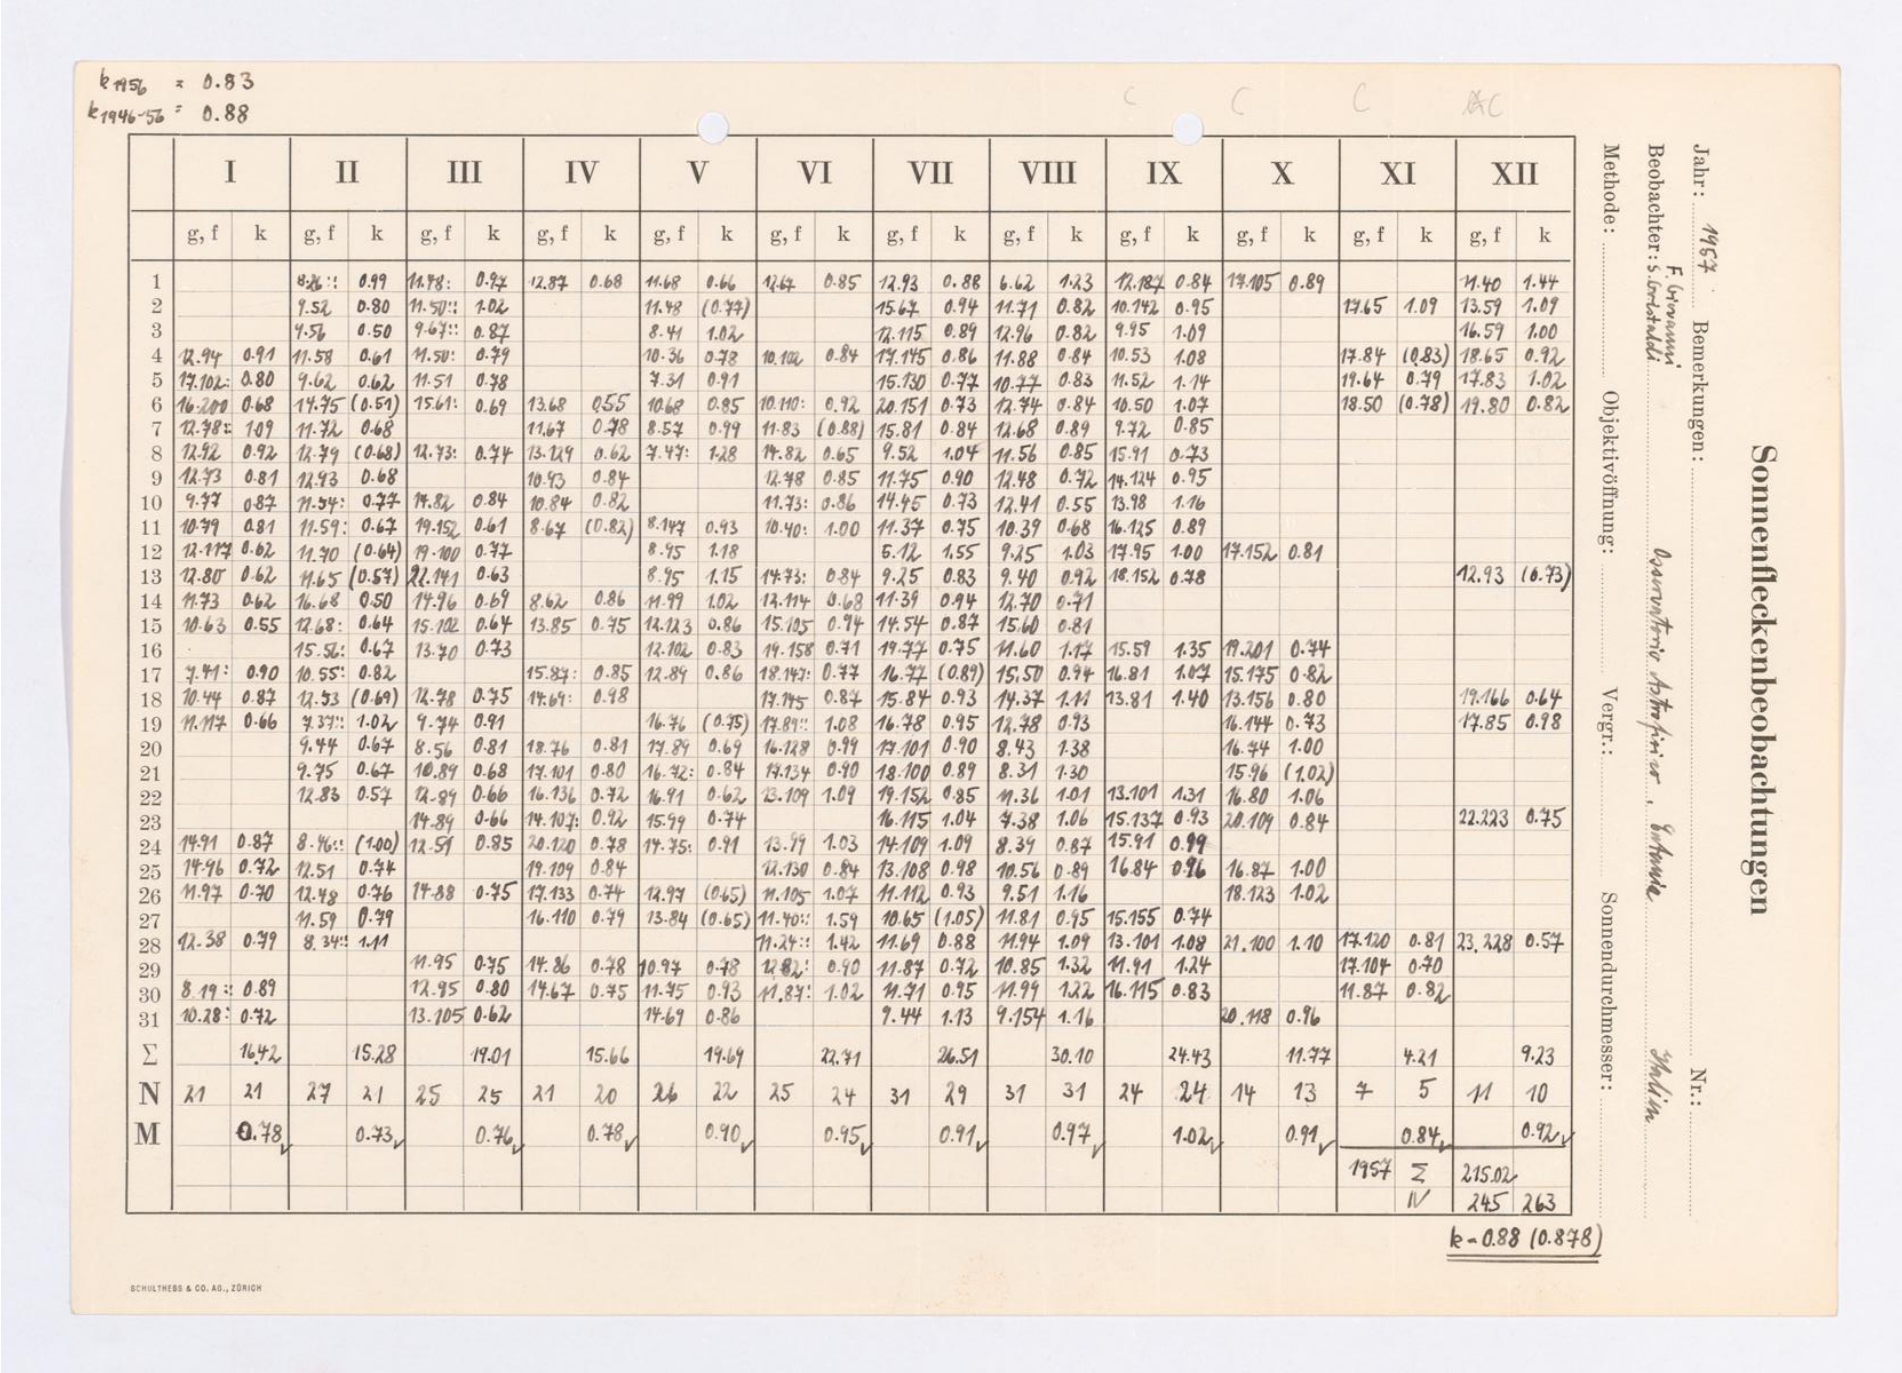 k1956 = 0.83
k1946-56 = 0.88
C C C AC
I II III IV V VI VII VIII IX X XI XII
g, f k g, f k g, f k g, f k g, f k g, f k g, f k g, f k g, f k g, f k g, f k g, f k
1 8.26:: 0.99 11.78: 0.97 12.87 0.68 11.68 0.66 12.67 0.85 12.93 0.88 6.62 1.23 12.187 0.84 17.105 0.89 11.40 1.44
2 9.52 0.80 11.50:: 1.02 11.48 (0.77) 15.67 0.94 11.71 0.82 10.142 0.95 17.65 1.09 13.59 1.09
3 9.56 0.50 9.67:: 0.87 8.41 1.02 12.115 0.89 12.96 0.82 9.95 1.09 16.59 1.00
4 12.94 0.91 11.58 0.61 11.50: 0.79 10.36 0.78 10.102 0.84 17.145 0.86 11.88 0.84 10.53 1.08 17.84 (0.83) 18.65 0.92
5 17.102: 0.80 9.62 0.62 11.51 0.78 7.31 0.91 15.130 0.77 10.77 0.83 11.52 1.14 19.64 0.79 17.83 1.02
6 16.200 0.68 14.75 (0.51) 15.61: 0.69 13.68 0.55 10.68 0.85 10.110: 0.92 20.151 0.73 12.74 0.84 10.50 1.07 18.50 (0.78) 19.80 0.82
7 12.78:: 1.09 11.72 0.68 11.67 0.78 8.57 0.99 11.83 (0.88) 15.81 0.84 12.68 0.89 9.72 0.85
8 12.92 0.92 12.79 (0.68) 12.73: 0.74 13.129 0.62 7.47: 1.28 14.82 0.65 9.52 1.04 11.56 0.85 15.91 0.73
9 12.73 0.81 12.93 0.68 10.93 0.84 12.78 0.85 11.75 0.90 12.48 0.72 14.124 0.95
10 9.77 0.87 11.54: 0.77 14.82 0.84 10.84 0.82 11.73: 0.86 14.45 0.73 12.41 0.55 13.98 1.16
11 10.79 0.81 11.59: 0.67 19.152 0.61 8.67 (0.82) 8.147 0.93 10.40: 1.00 11.37 0.75 10.39 0.68 16.125 0.89
12 12.117 0.62 11.70 (0.64) 19.100 0.77 8.95 1.18 5.12 1.55 9.25 1.03 17.95 1.00 17.152 0.81
13 12.80 0.62 11.65 (0.57) 22.141 0.63 8.95 1.15 14.73: 0.84 9.25 0.83 9.40 0.92 18.152 0.78 12.93 (0.73)
14 11.73 0.62 16.68 0.50 14.96 0.69 8.62 0.86 11.99 1.02 12.114 0.68 11.39 0.94 12.70 0.71
15 10.63 0.55 12.68: 0.64 15.102 0.64 13.85 0.75 12.123 0.86 15.105 0.94 14.54 0.87 15.60 0.81
16 15.56: 0.67 13.70 0.73 12.102 0.83 19.158 0.71 19.77 0.75 11.60 1.17 15.59 1.35 19.201 0.74
17 7.41: 0.90 10.55: 0.82 15.87: 0.85 12.89 0.86 18.147: 0.77 16.77 (0.89) 15.50 0.94 16.81 1.07 15.175 0.82
18 10.44 0.87 12.53 (0.69) 12.78 0.75 14.69: 0.98 17.145 0.87 15.84 0.93 14.37 1.11 13.81 1.40 13.156 0.80 19.166 0.64
19 11.117 0.66 7.37:: 1.02 9.74 0.91 16.76 (0.75) 17.89:: 1.08 16.78 0.95 12.78 0.93 16.144 0.73 17.85 0.98
20 9.44 0.67 8.56 0.81 18.76 0.81 17.89 0.69 16.128 0.99 17.101 0.90 8.43 1.38 16.74 1.00
21 9.75 0.67 10.89 0.68 17.101 0.80 16.72: 0.84 17.134 0.90 18.100 0.89 8.31 1.30 15.96 (1.02)
22 12.83 0.57 12.89 0.66 16.136 0.72 16.91 0.62 13.109 1.09 19.152 0.85 11.36 1.01 13.101 1.31 16.80 1.06
23 14.89 0.66 14.107: 0.92 15.99 0.74 16.115 1.04 7.38 1.06 15.137 0.93 20.109 0.84 22.223 0.75
24 14.91 0.87 8.46:: (1.00) 12.51 0.85 20.120 0.78 14.75: 0.91 13.99 1.03 14.109 1.09 8.39 0.87 15.91 0.99
25 14.96 0.72 12.51 0.74 19.109 0.84 12.130 0.84 13.108 0.98 10.56 0.89 16.84 0.96 16.87 1.00
26 11.97 0.70 12.48 0.76 14.88 0.75 17.133 0.74 12.97 (0.65) 11.105 1.07 11.112 0.93 9.51 1.16 18.123 1.02
27 11.59 0.79 16.110 0.79 13.84 (0.65) 11.40:: 1.59 10.65 (1.05) 11.81 0.95 15.155 0.74
28 12.38 0.79 8.34:: 1.11 11.24:: 1.42 11.69 0.88 11.94 1.09 13.101 1.08 21.100 1.10 17.120 0.81 23.228 0.57
29 11.95 0.75 14.86 0.78 10.97 0.78 12.82: 0.90 11.87 0.72 10.85 1.32 11.91 1.24 17.104 0.70
30 8.19:: 0.89 12.95 0.80 14.67 0.75 11.75 0.93 11.87: 1.02 11.71 0.95 11.99 1.22 16.115 0.83 11.87 0.82
31 10.28: 0.72 13.105 0.62 14.69 0.86 9.44 1.13 9.154 1.16 20.118 0.96
Σ 16.42 15.28 19.01 15.66 19.69 22.71 26.51 30.10 24.43 11.77 4.21 9.23
N 21 21 27 21 25 25 21 20 26 22 25 24 31 29 31 31 24 24 14 13 7 5 11 10
M 0.78 0.73 0.76 0.78 0.90 0.95 0.91 0.97 1.02 0.91 0.84 0.92
1957 Σ 215.02
N 245 263
k = 0.88 (0.878)
SCHULTHESS & CO. AG., ZÜRICH
Sonnenfleckenbeobachtungen
Jahr: 1957 Bemerkungen: Nr.:
F. Giovanni
Beobachter: S. Cortaldi Osservatorio Astrofisico, Catania Italien
Methode: Objektivöffnung: Vergr.: Sonnendurchmesser: